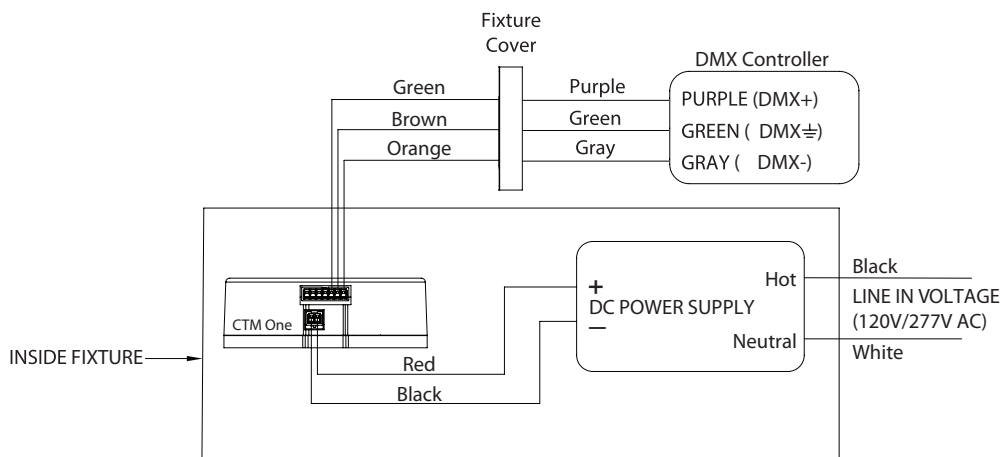 Fixture
Cover
DMX Controller
Green
Purple
PURPLE (DMX+)
Brown
Green
GREEN ( DMX⏚)
Orange
Gray
GRAY ( DMX-)
CTM One
+
DC POWER SUPPLY
—
Hot
Neutral
Black
LINE IN VOLTAGE
(120V/277V AC)
White
INSIDE FIXTURE
Red
Black